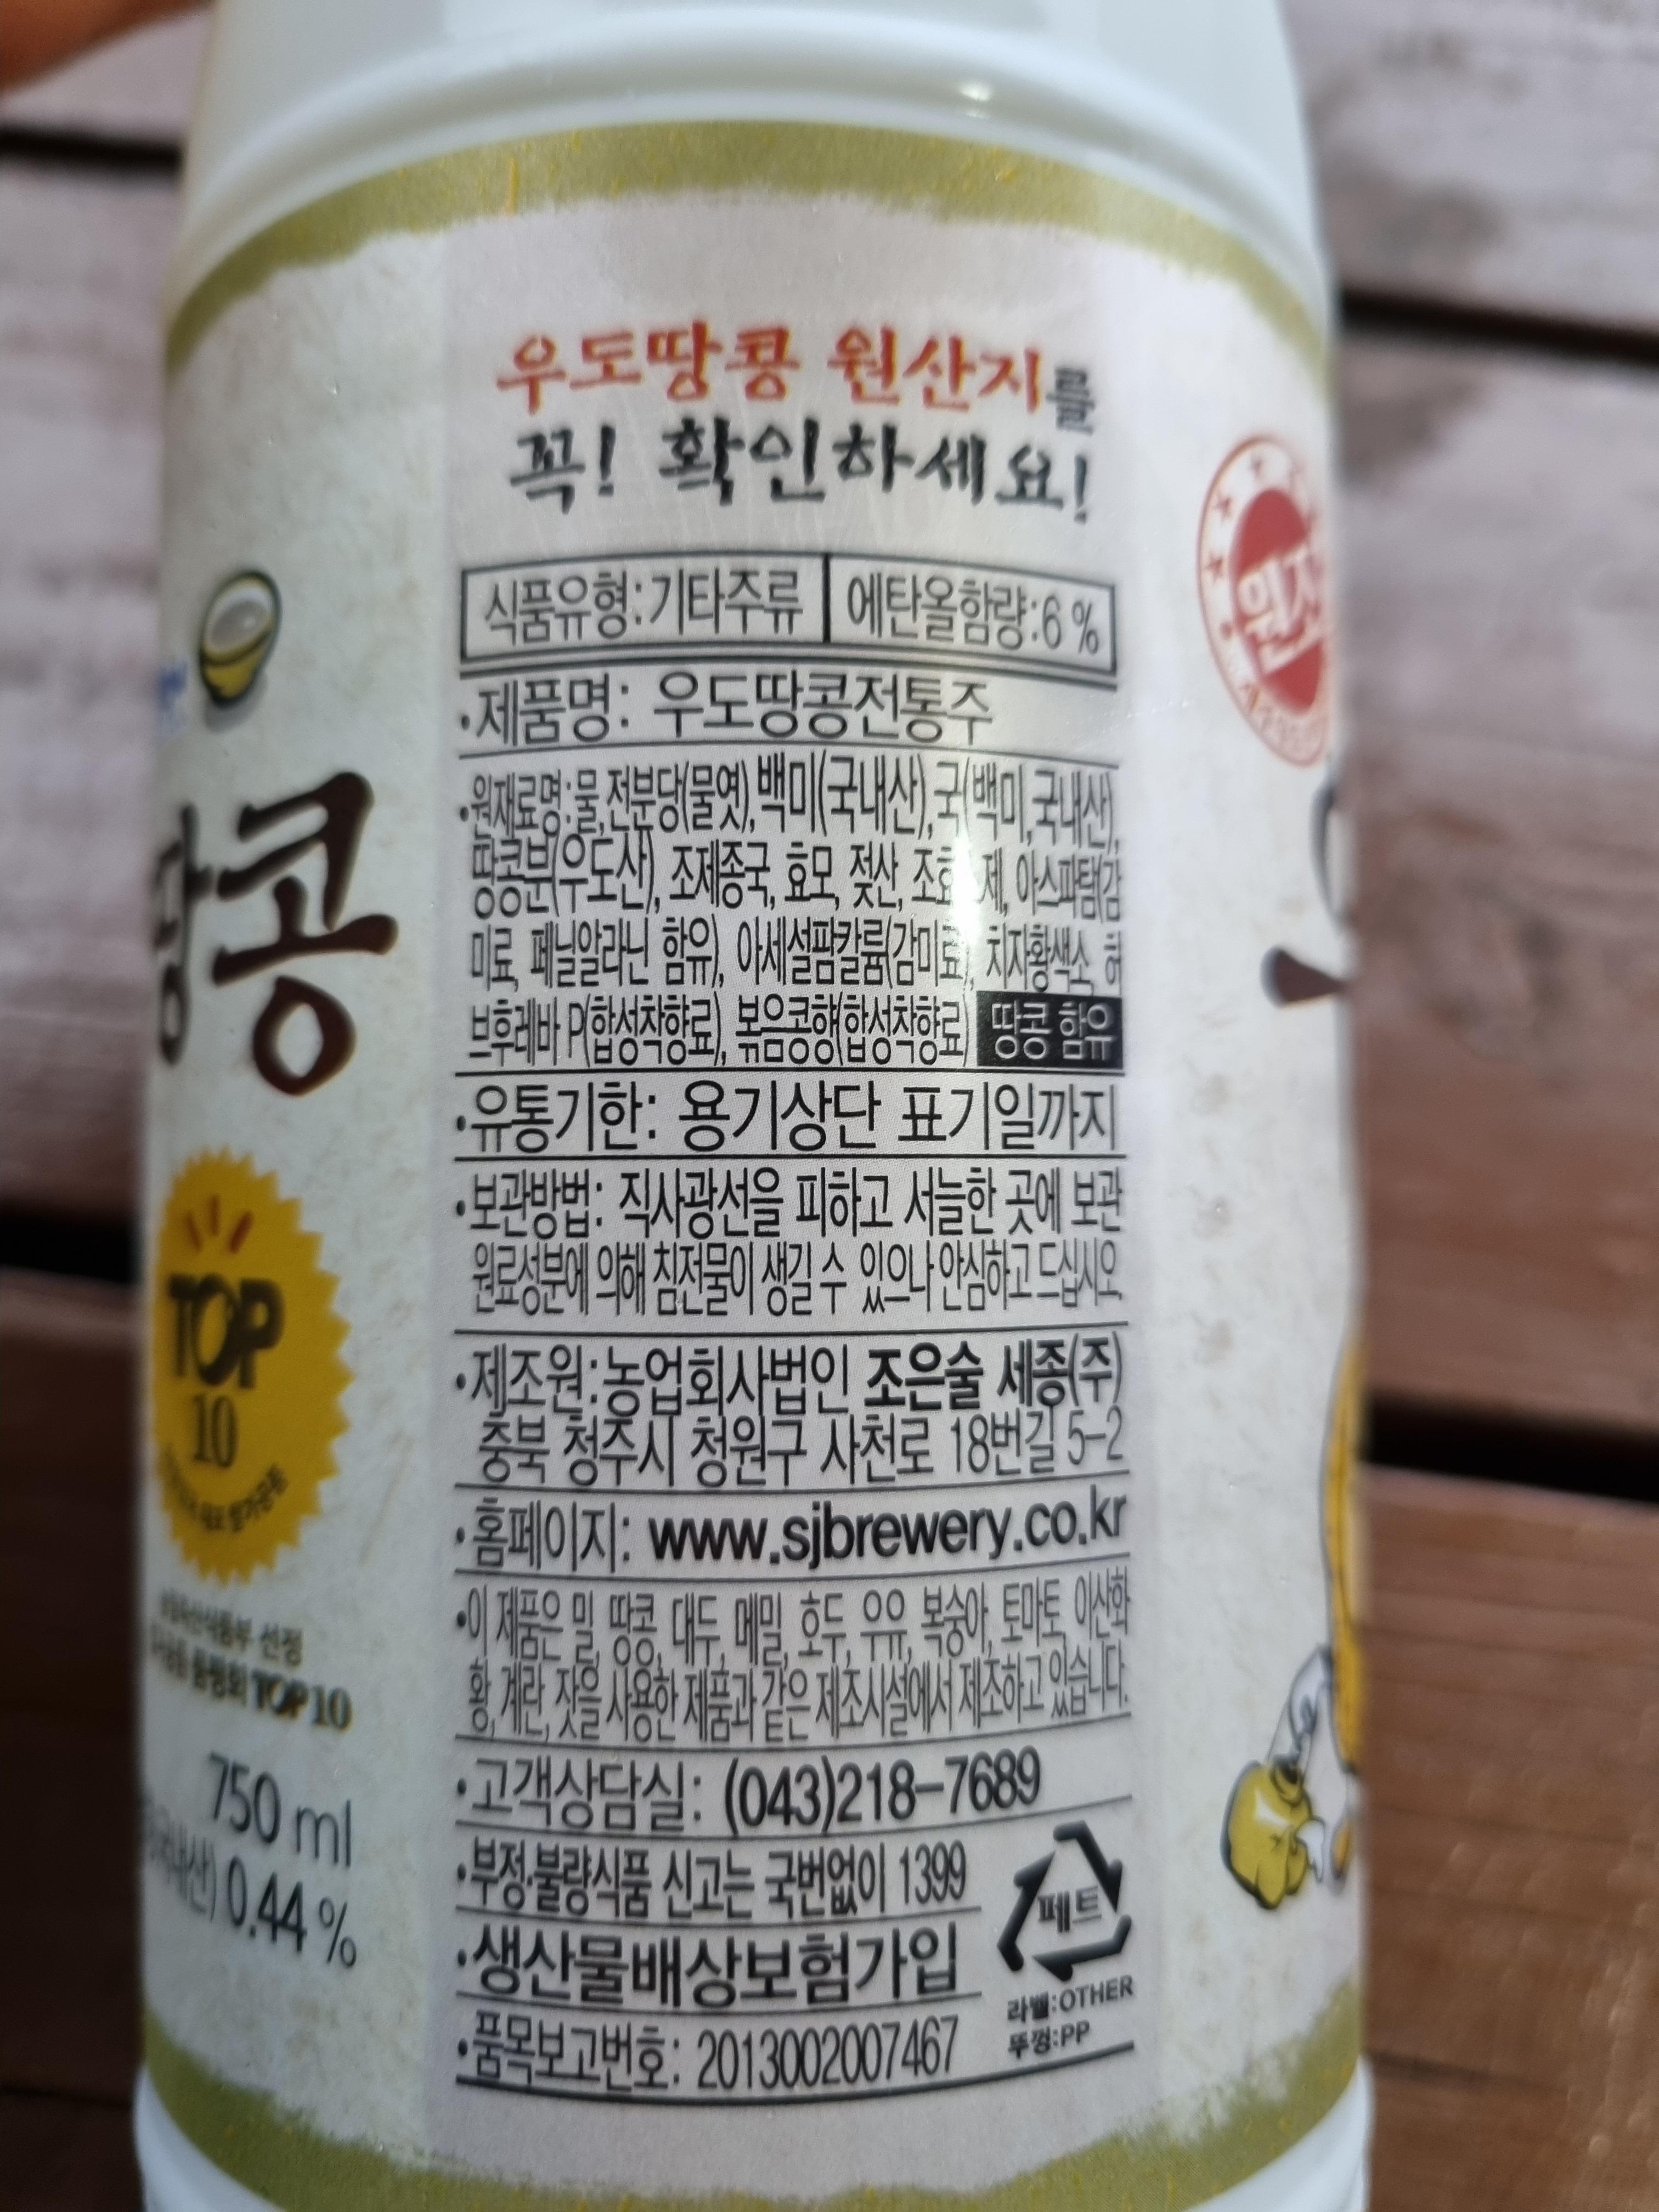 우도땅콩 원산지를
꼭! 확인하세요!
식품유형:기타주류 에탄올함량:6 %
•제품명: 우도땅콩전통주
•원재료명:물,전분당(물엿),백미(국내산),국(백미,국내산),
땅콩분(우도산), 조제종국, 효모, 젖산, 조효 제, 아스파탐(감
미료, 페닐알라닌 함유), 아세설팜칼륨(감미료), 치자황색소, 허
브후레바 P(합성착향료), 볶음콩향(합성착향료) 땅콩 함유
•유통기한: 용기상단 표기일까지
•보관방법: 직사광선을 피하고 서늘한 곳에 보관
원료성분에 의해 침전물이 생길 수 있으나 안심하고 드십시오
•제조원:농업회사법인 조은술 세종(주)
충북 청주시 청원구 사천로 18번길 5-2
•홈페이지: www.sjbrewery.co.kr
•이 제품은 밀, 땅콩, 대두, 메밀, 호두, 우유, 복숭아, 토마토, 이산화
황, 계란, 잣을 사용한 제품과 같은 제조시설에서 제조하고 있습니다.
•고객상담실: (043)218-7689
•부정·불량식품 신고는 국번없이 1399
•생산물배상보험가입
•품목보고번호: 2013002007467
페트
라벨:OTHER
뚜껑:PP
땅콩
TOP
10
선정
TOP10
750 ml
0.44 %
원조